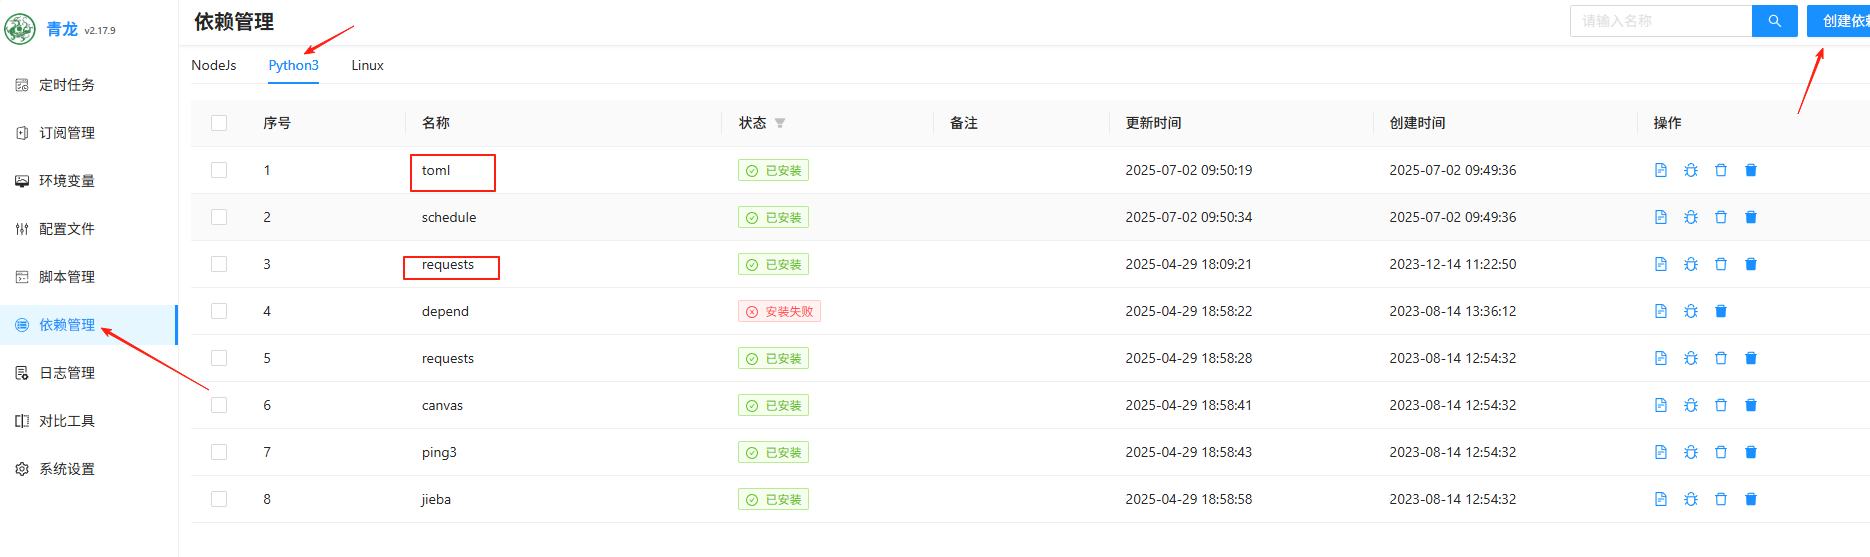 青龙 v2.17.9
定时任务
订阅管理
环境变量
配置文件
脚本管理
依赖管理
日志管理
对比工具
系统设置
依赖管理
请输入名称
创建依
NodeJs Python3 Linux
序号 名称 状态 备注 更新时间 创建时间 操作
1 toml 已安装 2025-07-02 09:50:19 2025-07-02 09:49:36
2 schedule 已安装 2025-07-02 09:50:34 2025-07-02 09:49:36
3 requests 已安装 2025-04-29 18:09:21 2023-12-14 11:22:50
4 depend 安装失败 2025-04-29 18:58:22 2023-08-14 13:36:12
5 requests 已安装 2025-04-29 18:58:28 2023-08-14 12:54:32
6 canvas 已安装 2025-04-29 18:58:41 2023-08-14 12:54:32
7 ping3 已安装 2025-04-29 18:58:43 2023-08-14 12:54:32
8 jieba 已安装 2025-04-29 18:58:58 2023-08-14 12:54:32